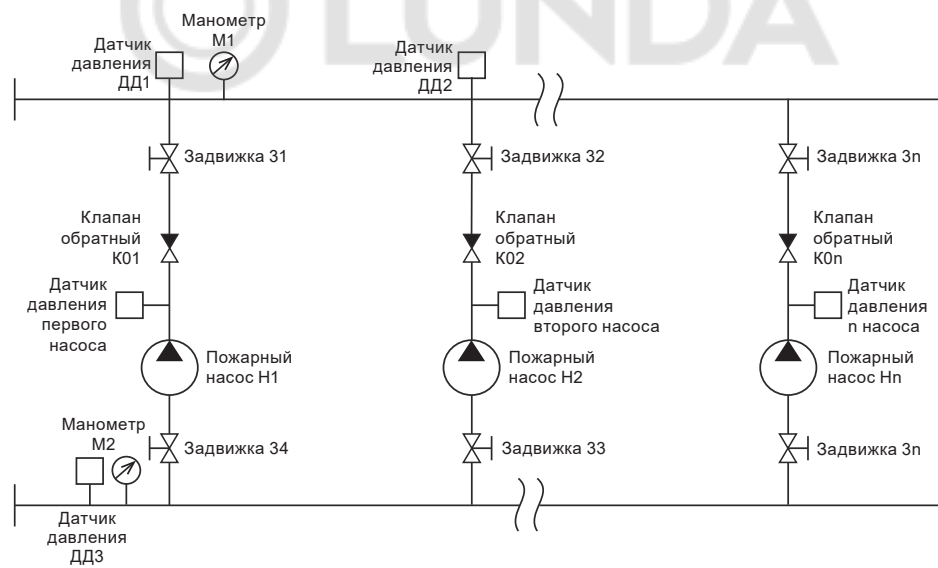 LUNDA
Манометр
М1
Датчик
давления
ДД1
Датчик
давления
ДД2
Задвижка 31
Задвижка 32
Задвижка 3n
Клапан
обратный
К01
Клапан
обратный
К02
Клапан
обратный
К0n
Датчик
давления
первого
насоса
Датчик
давления
второго насоса
Датчик
давления
n насоса
Пожарный
насос Н1
Пожарный
насос Н2
Пожарный
насос Нn
Манометр
М2
Задвижка 34
Задвижка 33
Задвижка 3n
Датчик
давления
ДД3